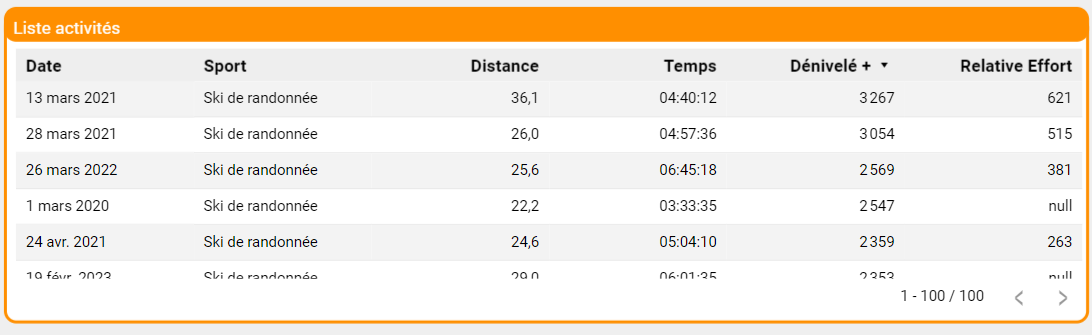 Liste activités
Date Sport Distance Temps Dénivelé + Relative Effort
13 mars 2021 Ski de randonnée 36,1 04:40:12 3 267 621
28 mars 2021 Ski de randonnée 26,0 04:57:36 3 054 515
26 mars 2022 Ski de randonnée 25,6 06:45:18 2 569 381
1 mars 2020 Ski de randonnée 22,2 03:33:35 2 547 null
24 avr. 2021 Ski de randonnée 24,6 05:04:10 2 359 263
19 févr. 2023 Ski de randonnée 29,0 06:01:35 2 353 null
1 - 100 / 100